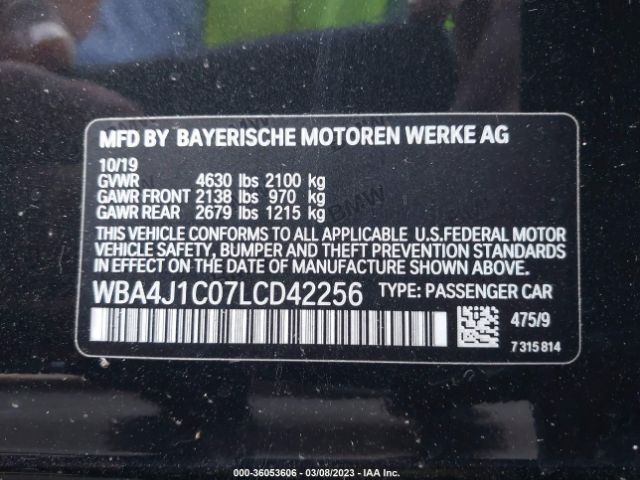 MFD BY BAYERISCHE MOTOREN WERKE AG
10/19
GVWR 4630 lbs 2100 kg
GAWR FRONT 2138 lbs 970 kg
GAWR REAR 2679 lbs 1215 kg
THIS VEHICLE CONFORMS TO ALL APPLICABLE U.S.FEDERAL MOTOR
VEHICLE SAFETY, BUMPER AND THEFT PREVENTION STANDARDS
IN EFFECT ON THE DATE OF MANUFACTURE SHOWN ABOVE.
WBA4J1C07LCD42256 TYPE: PASSENGER CAR
475/9
7 315 814
000-36053606 - 03/08/2023 - IAA Inc.